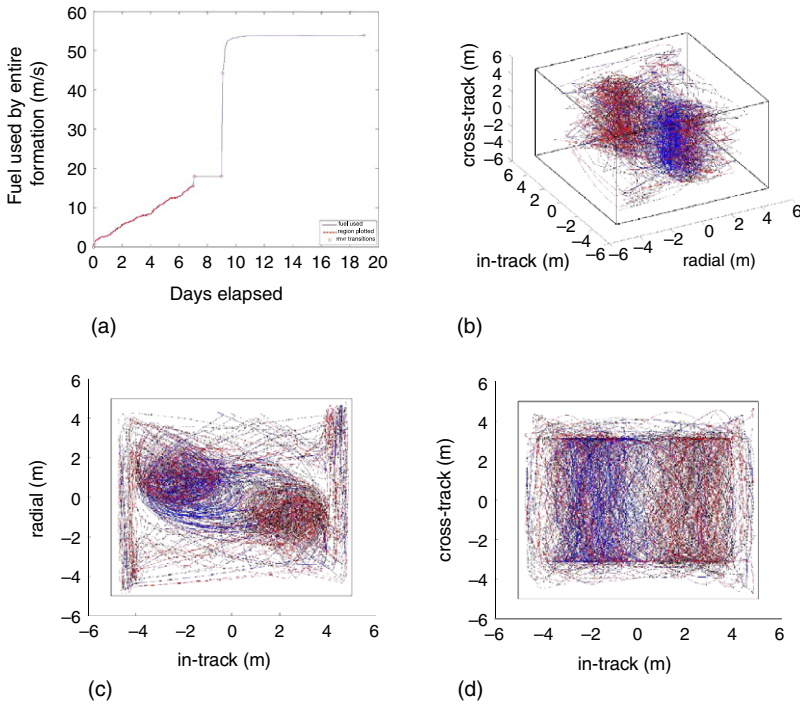 60
50
40
30
20
10
0
0 2 4 6 8 10 12 14 16 18 20
Fuel used by entire
formation (m/s)
Days elapsed
fuel used
region plotted
mvr transitions
(a)
6
4
2
0
−2
−4
−6
cross-track (m)
6
4
2
0
−2
−4
−6
in-track (m)
−6
−4
−2
0
2
4
6
radial (m)
(b)
6
4
2
0
−2
−4
−6
radial (m)
−6 −4 −2 0 2 4 6
in-track (m)
(c)
6
4
2
0
−2
−4
−6
cross-track (m)
−6 −4 −2 0 2 4 6
in-track (m)
(d)